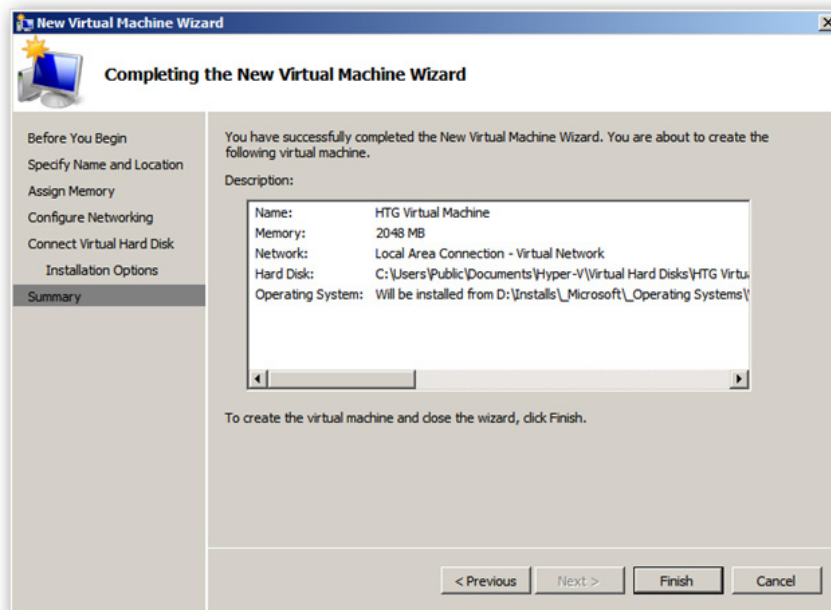 New Virtual Machine Wizard
Completing the New Virtual Machine Wizard
Before You Begin
Specify Name and Location
Assign Memory
Configure Networking
Connect Virtual Hard Disk
Installation Options
Summary
You have successfully completed the New Virtual Machine Wizard. You are about to create the
following virtual machine.
Description:
Name: HTG Virtual Machine
Memory: 2048 MB
Network: Local Area Connection - Virtual Network
Hard Disk: C:\Users\Public\Documents\Hyper-V\Virtual Hard Disks\HTG Virtu
Operating System: Will be installed from D:\Installs\_Microsoft\_Operating Systems\
To create the virtual machine and close the wizard, click Finish.
< Previous Next > Finish Cancel